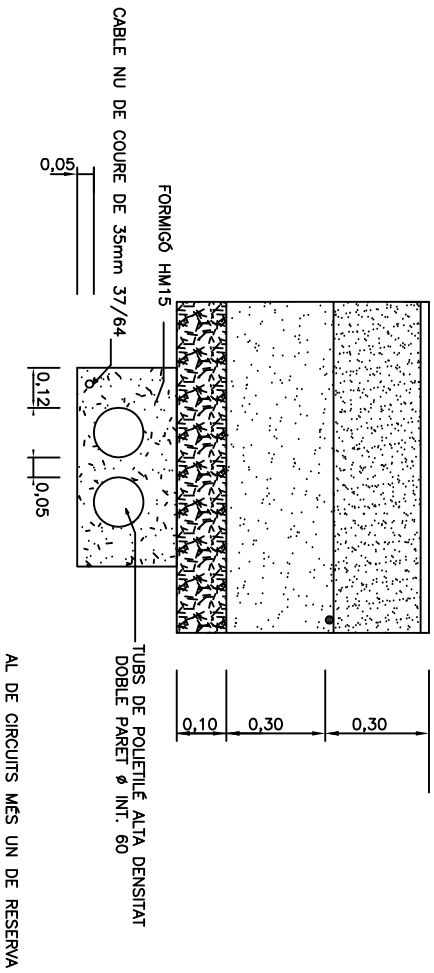 CABLE NU DE COURE DE 35mm 37/64
FORMIGÓ HM15
0,05
0,12
0,05
0,10
0,30
0,30
TUBS DE POLIETILÉ ALTA DENSITAT
DOBLE PARET Ø INT. 60
AL DE CIRCUITS MÉS UN DE RESERVA